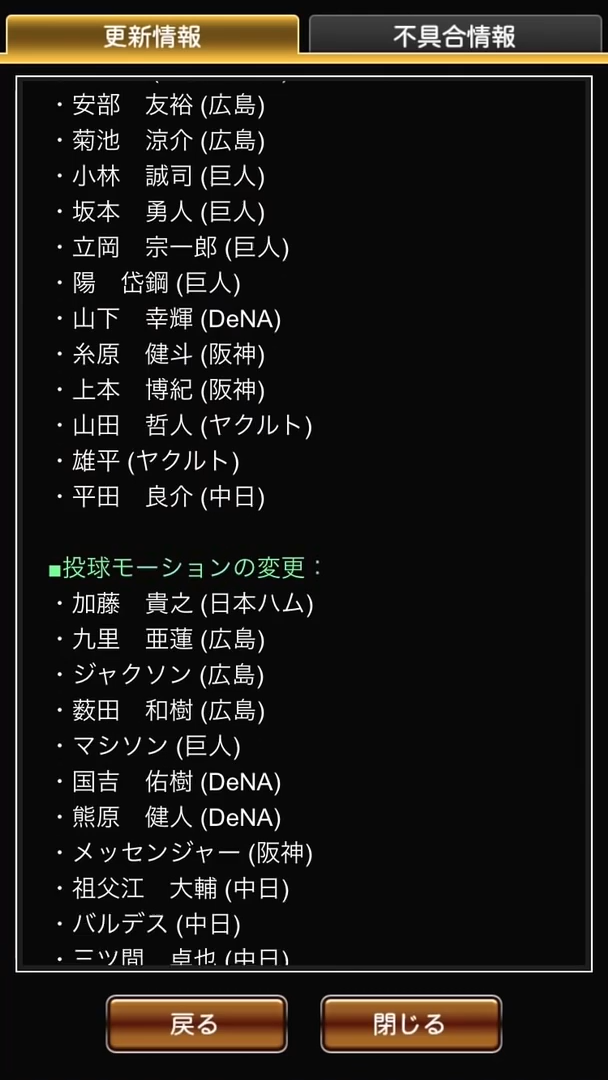 更新情報
不具合情報
・安部　友裕 (広島)
・菊池　涼介 (広島)
・小林　誠司 (巨人)
・坂本　勇人 (巨人)
・立岡　宗一郎 (巨人)
・陽　岱鋼 (巨人)
・山下　幸輝 (DeNA)
・糸原　健斗 (阪神)
・上本　博紀 (阪神)
・山田　哲人 (ヤクルト)
・雄平 (ヤクルト)
・平田　良介 (中日)
■投球モーションの変更：
・加藤　貴之 (日本ハム)
・九里　亜蓮 (広島)
・ジャクソン (広島)
・薮田　和樹 (広島)
・マシソン (巨人)
・国吉　佑樹 (DeNA)
・熊原　健人 (DeNA)
・メッセンジャー (阪神)
・祖父江　大輔 (中日)
・バルデス (中日)
・三ツ間　卓也 (中日)
戻る
閉じる